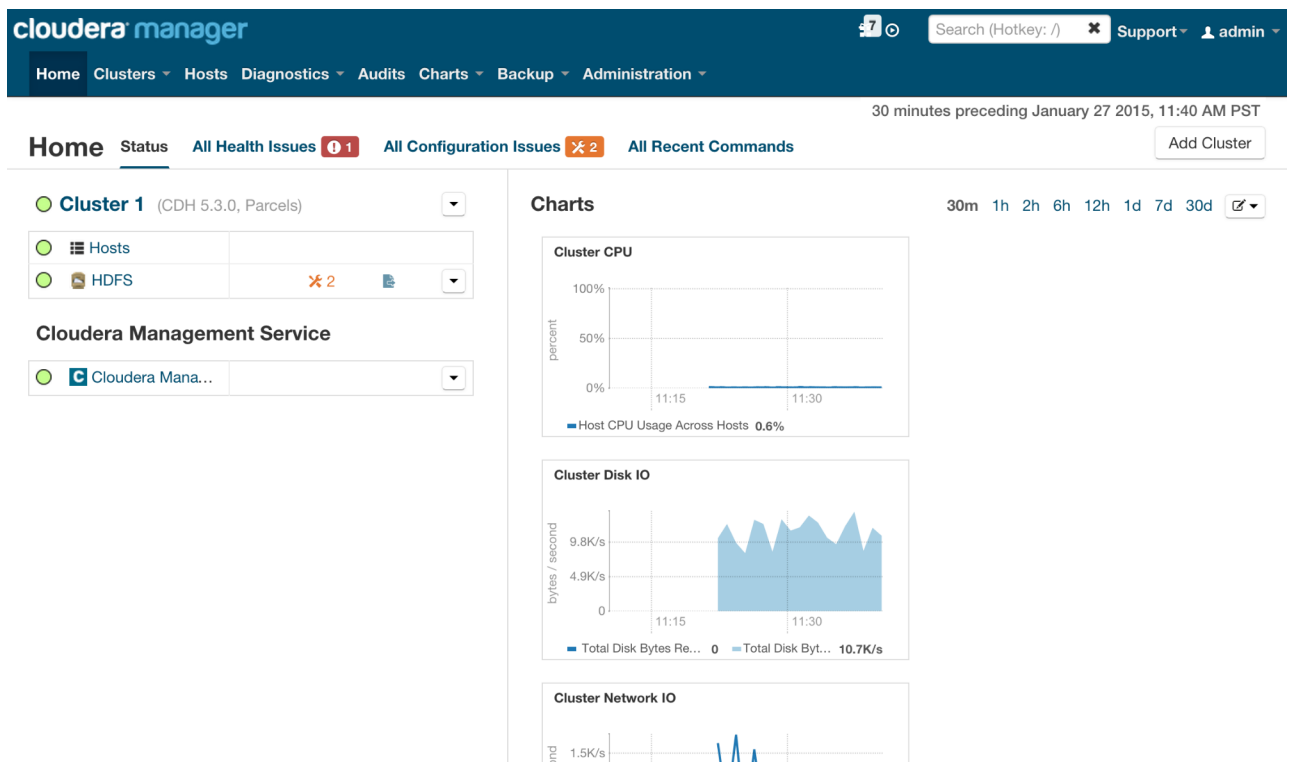 cloudera manager
7
Search (Hotkey: /)
Support
admin
Home Clusters Hosts Diagnostics Audits Charts Backup Administration
30 minutes preceding January 27 2015, 11:40 AM PST
Home Status All Health Issues 1 All Configuration Issues 2 All Recent Commands
Add Cluster
Cluster 1 (CDH 5.3.0, Parcels)
Hosts
HDFS 2
Cloudera Management Service
C Cloudera Mana...
Charts
30m 1h 2h 6h 12h 1d 7d 30d
Cluster CPU
percent
100%
50%
0%
11:15 11:30
Host CPU Usage Across Hosts 0.6%
Cluster Disk IO
bytes / second
9.8K/s
4.9K/s
0
11:15 11:30
Total Disk Bytes Re... 0 Total Disk Byt... 10.7K/s
Cluster Network IO
1.5K/s